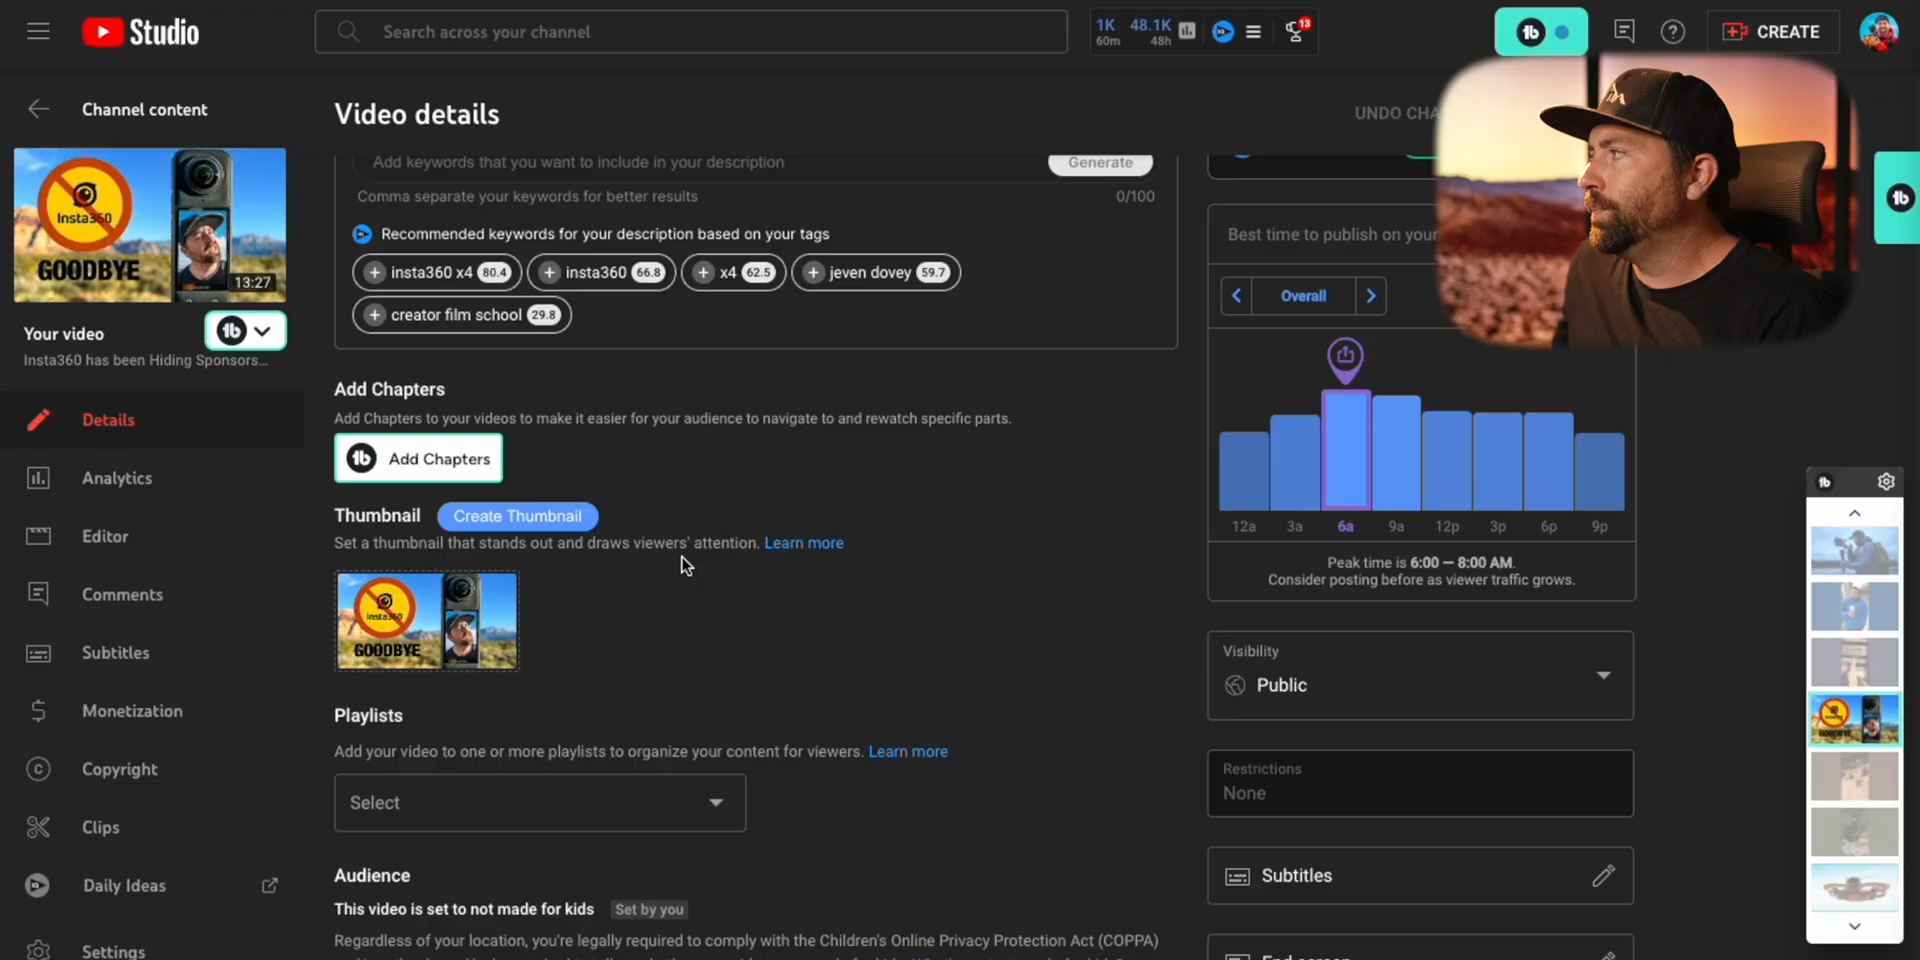 Studio
Search across your channel
1K
60m
48.1K
48h
13
CREATE
Channel content
Insta360
GOODBYE
13:27
Your video
Insta360 has been Hiding Sponsors...
Details
Analytics
Editor
Comments
Subtitles
Monetization
Copyright
Clips
Daily Ideas
Settings
Video details
UNDO CHA
Add keywords that you want to include in your description
Generate
Comma separate your keywords for better results
0/100
Recommended keywords for your description based on your tags
insta360 x4 80.4
insta360 66.8
x4 62.5
jeven dovey 59.7
creator film school 29.8
Add Chapters
Add Chapters to your videos to make it easier for your audience to navigate to and rewatch specific parts.
Add Chapters
Thumbnail
Create Thumbnail
Set a thumbnail that stands out and draws viewers' attention. Learn more
Insta360
GOODBYE
Playlists
Add your video to one or more playlists to organize your content for viewers. Learn more
Select
Audience
This video is set to not made for kids
Set by you
Regardless of your location, you're legally required to comply with the Children's Online Privacy Protection Act (COPPA)
Best time to publish on your
Overall
12a
3a
6a
9a
12p
3p
6p
9p
Peak time is 6:00 — 8:00 AM.
Consider posting before as viewer traffic grows.
Visibility
Public
Restrictions
None
Subtitles
GOODBYE